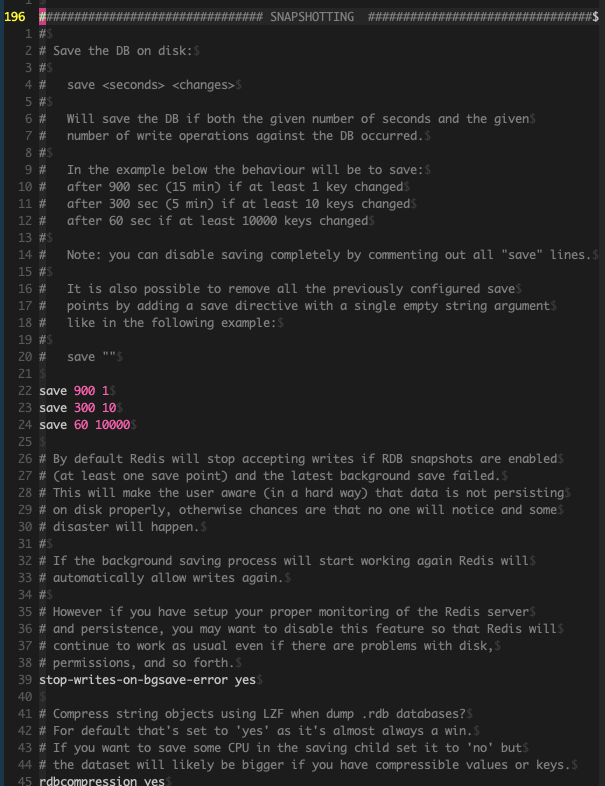 1 $
196 ############################## SNAPSHOTTING ################################$
1 #$
2 # Save the DB on disk:$
3 #$
4 #   save <seconds> <changes>$
5 #$
6 #   Will save the DB if both the given number of seconds and the given$
7 #   number of write operations against the DB occurred.$
8 #$
9 #   In the example below the behaviour will be to save:$
10 #   after 900 sec (15 min) if at least 1 key changed$
11 #   after 300 sec (5 min) if at least 10 keys changed$
12 #   after 60 sec if at least 10000 keys changed$
13 #$
14 #   Note: you can disable saving completely by commenting out all "save" lines.$
15 #$
16 #   It is also possible to remove all the previously configured save$
17 #   points by adding a save directive with a single empty string argument$
18 #   like in the following example:$
19 #$
20 #   save ""$
21 $
22 save 900 1$
23 save 300 10$
24 save 60 10000$
25 $
26 # By default Redis will stop accepting writes if RDB snapshots are enabled$
27 # (at least one save point) and the latest background save failed.$
28 # This will make the user aware (in a hard way) that data is not persisting$
29 # on disk properly, otherwise chances are that no one will notice and some$
30 # disaster will happen.$
31 #$
32 # If the background saving process will start working again Redis will$
33 # automatically allow writes again.$
34 #$
35 # However if you have setup your proper monitoring of the Redis server$
36 # and persistence, you may want to disable this feature so that Redis will$
37 # continue to work as usual even if there are problems with disk,$
38 # permissions, and so forth.$
39 stop-writes-on-bgsave-error yes$
40 $
41 # Compress string objects using LZF when dump .rdb databases?$
42 # For default that's set to 'yes' as it's almost always a win.$
43 # If you want to save some CPU in the saving child set it to 'no' but$
44 # the dataset will likely be bigger if you have compressible values or keys.$
45 rdbcompression yes$